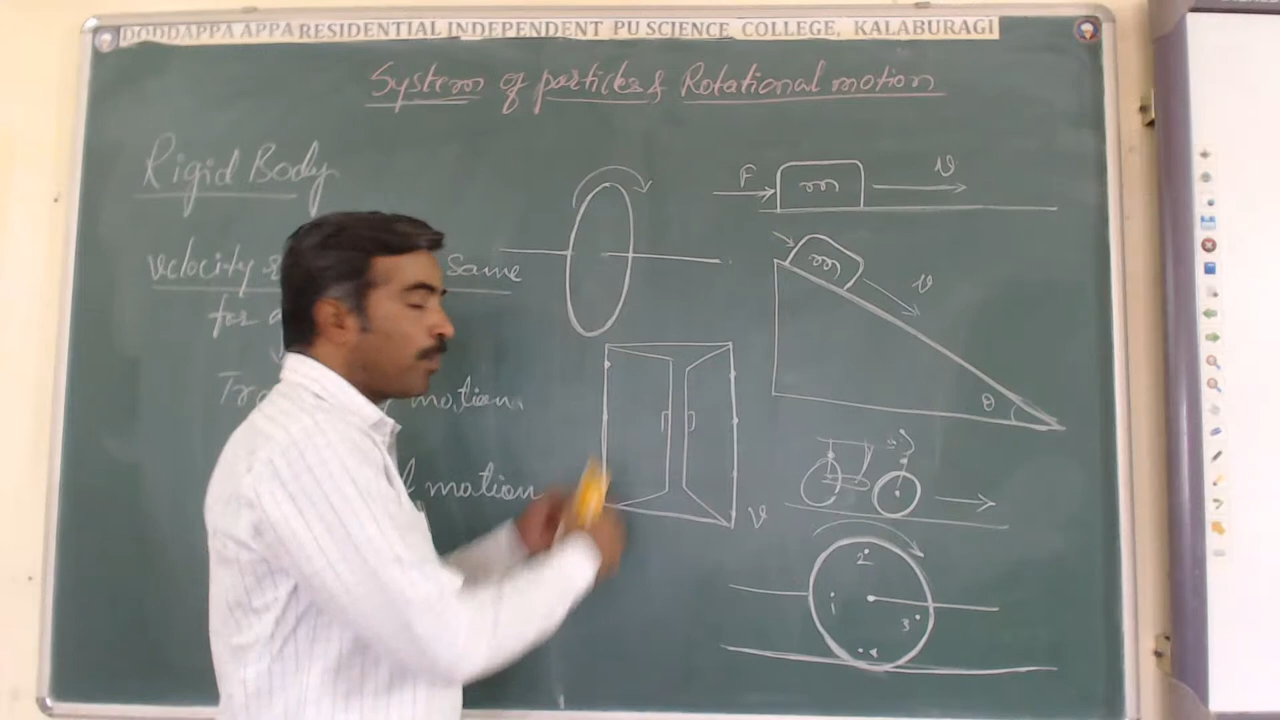 DODDAPPA APPA RESIDENTIAL INDEPENDENT PU SCIENCE COLLEGE, KALABURAGI
System of particles & Rotational motion
Rigid Body
F
m
v
velocity
Same
for
m
v
θ
motion
motion
v
2
1
3
4